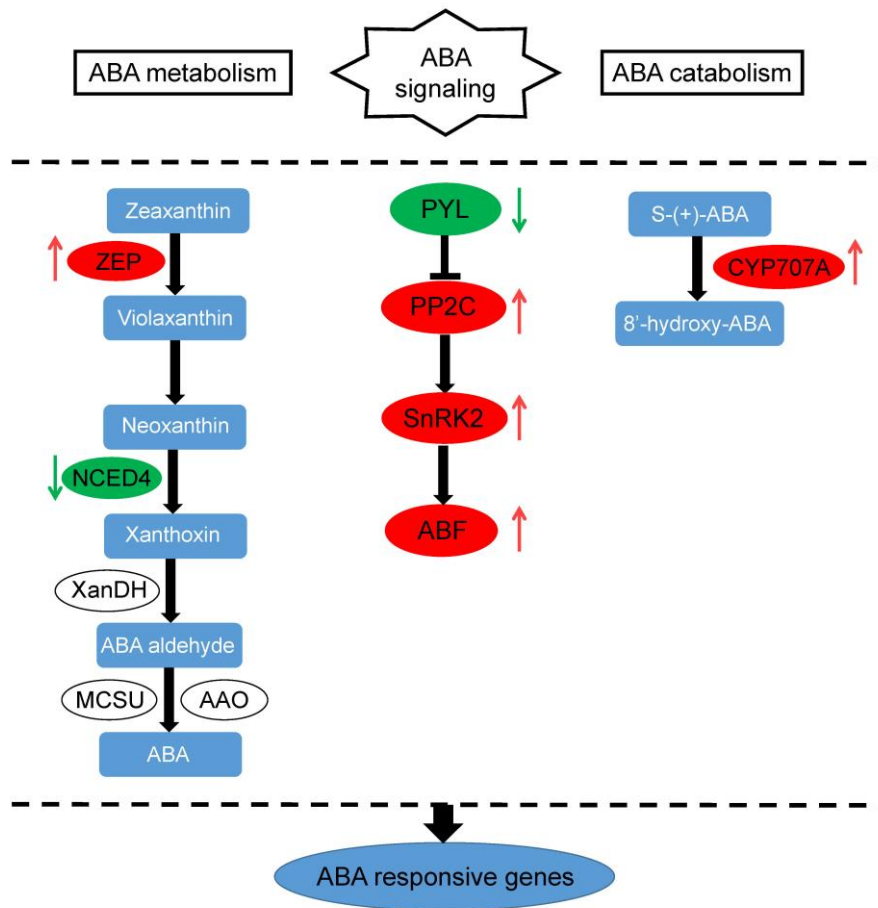 ABA metabolism
ABA
signaling
ABA catabolism
Zeaxanthin
ZEP
Violaxanthin
Neoxanthin
NCED4
Xanthoxin
XanDH
ABA aldehyde
MCSU
AAO
ABA
PYL
PP2C
SnRK2
ABF
S-(+)-ABA
CYP707A
8'-hydroxy-ABA
ABA responsive genes